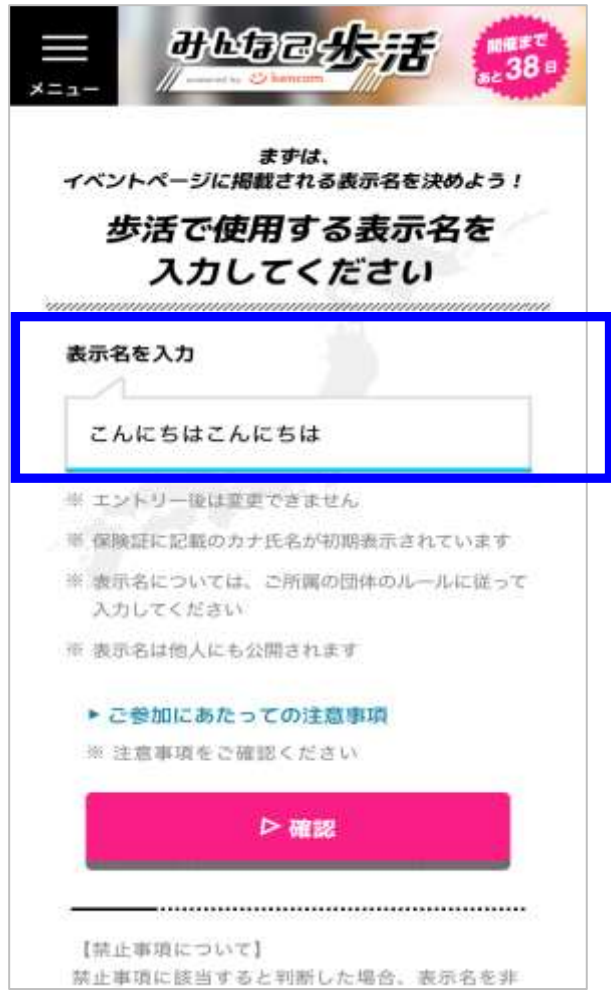 メニュー
みんなで歩活
powered by kencom
開催まで
あと38日
まずは、
イベントページに掲載される表示名を決めよう！
歩活で使用する表示名を
入力してください
表示名を入力
こんにちはこんにちは
※ エントリー後は変更できません
※ 保険証に記載のカナ氏名が初期表示されています
※ 表示名については、ご所属の団体のルールに従って
入力してください
※ 表示名は他人にも公開されます
▶ ご参加にあたっての注意事項
※ 注意事項をご確認ください
▷ 確認
【禁止事項について】
禁止事項に該当すると判断した場合、表示名を非